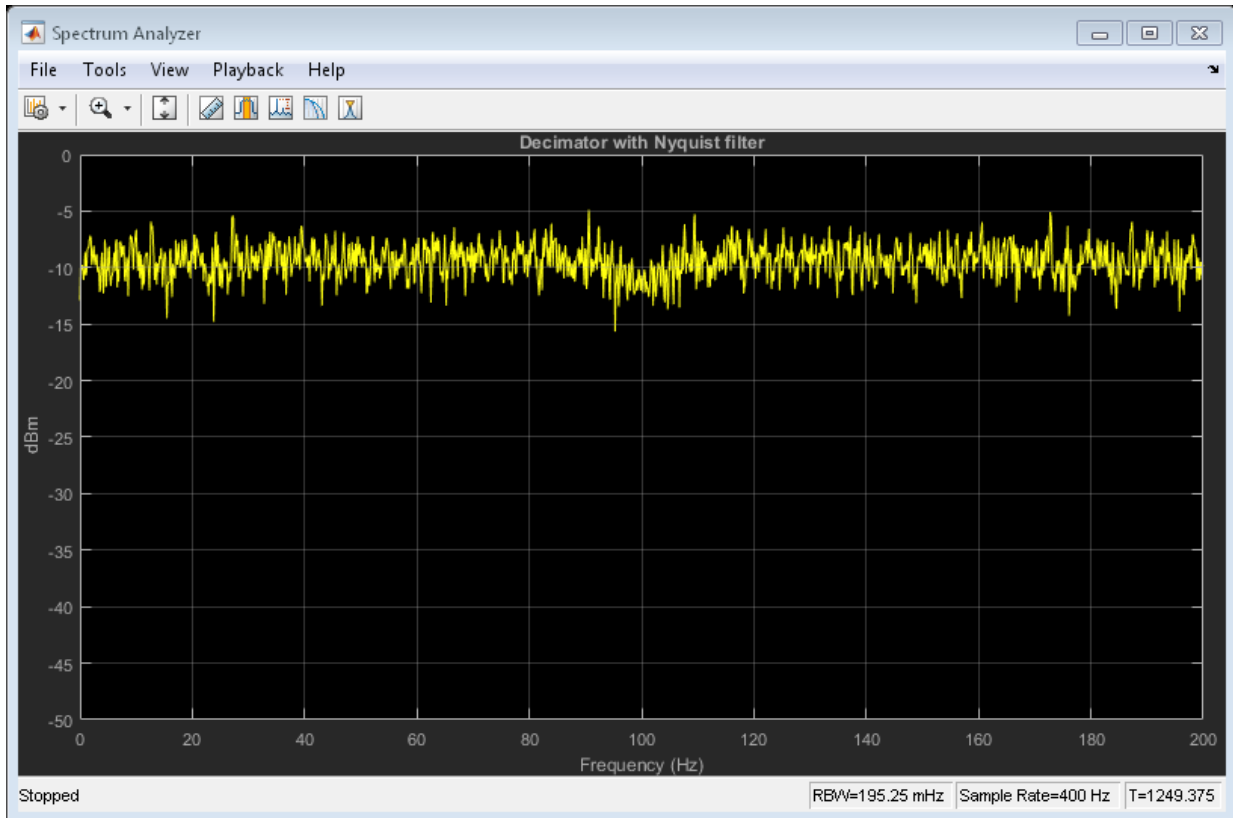 Spectrum Analyzer
File Tools View Playback Help
Decimator with Nyquist filter
0
-5
-10
-15
-20
-25
-30
-35
-40
-45
-50
dBm
0 20 40 60 80 100 120 140 160 180 200
Frequency (Hz)
Stopped RBW=195.25 mHz Sample Rate=400 Hz T=1249.375